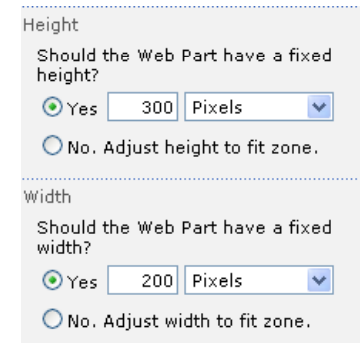 Height
Should the Web Part have a fixed
height?
Yes 300 Pixels
No. Adjust height to fit zone.
Width
Should the Web Part have a fixed
width?
Yes 200 Pixels
No. Adjust width to fit zone.